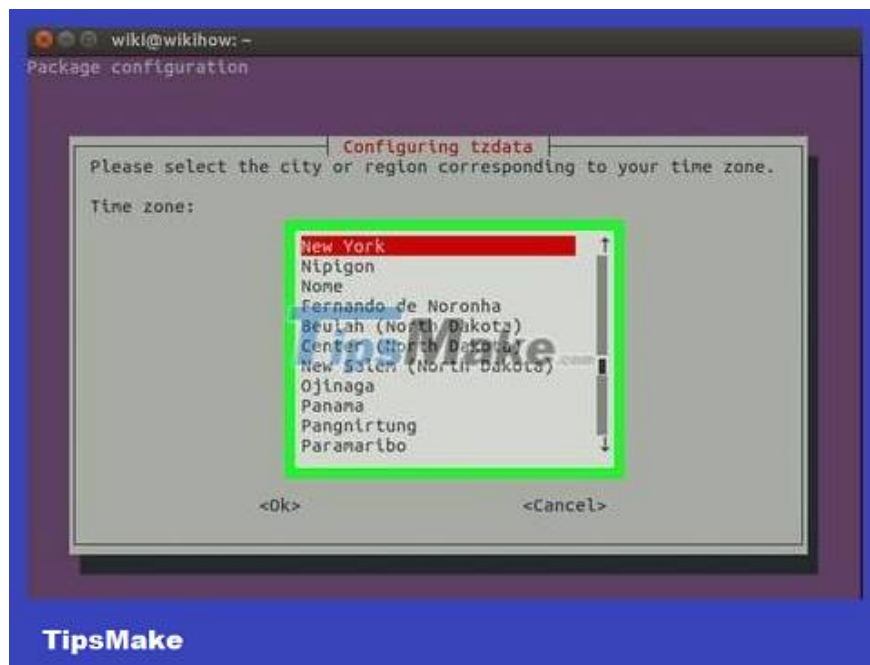 wiki@wikihow: ~
Package configuration
Configuring tzdata
Please select the city or region corresponding to your time zone.
Time zone:
New York
Nipigon
Nome
Fernando de Noronha
Beulah (North Dakota)
Center (North Dakota)
New Salem (North Dakota)
Ojinaga
Panama
Pangnirtung
Paramaribo
TipsMake.com
<Ok> <Cancel>
TipsMake